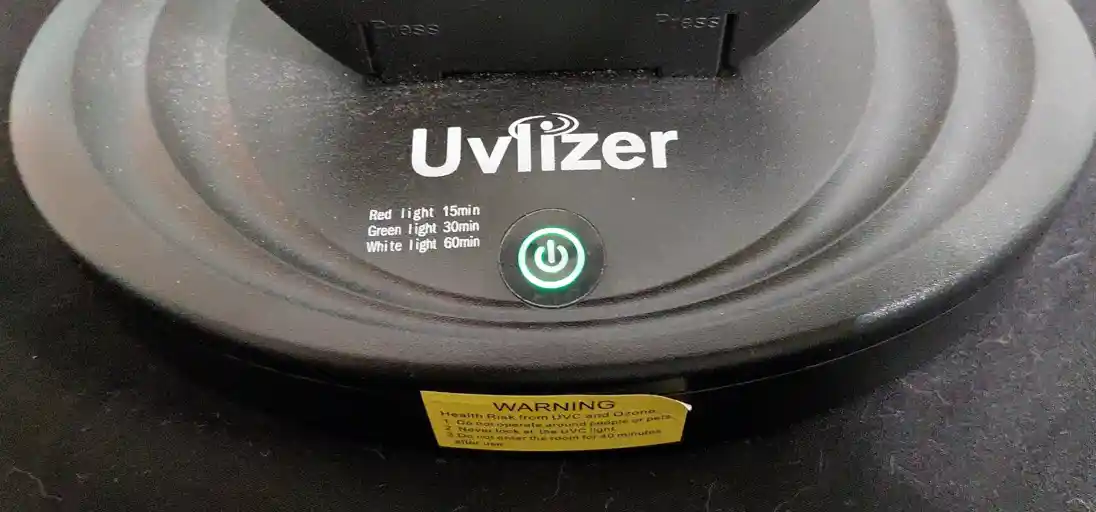 Press Press
Uvlizer
Red light 15min
Green light 30min
White light 60min
WARNING
Health Risk from UVC and Ozone
1. Do not operate around people or pets.
2. Never look at the UVC light.
3. Do not enter the room for 40 minutes
after use.